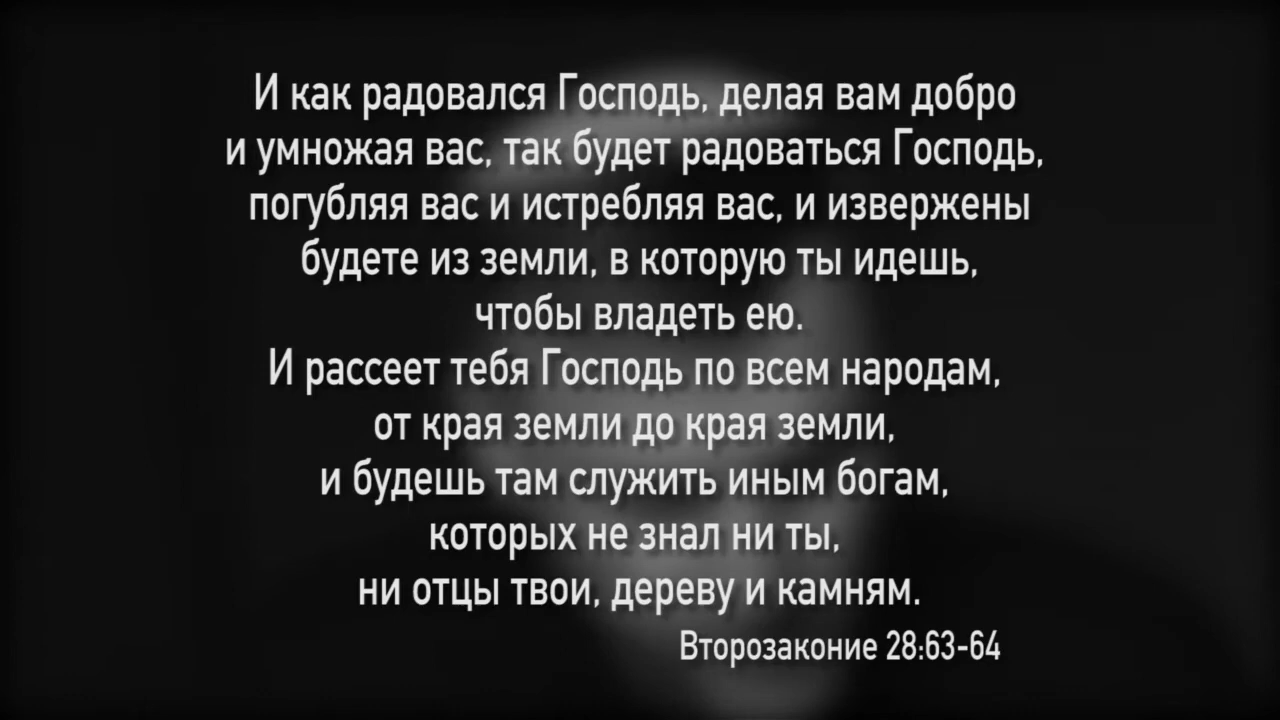 И как радовался Господь, делая вам добро
и умножая вас, так будет радоваться Господь,
погубляя вас и истребляя вас, и извержены
будете из земли, в которую ты идешь,
чтобы владеть ею.
И рассеет тебя Господь по всем народам,
от края земли до края земли,
и будешь там служить иным богам,
которых не знал ни ты,
ни отцы твои, дереву и камням.
Второзаконие 28:63-64